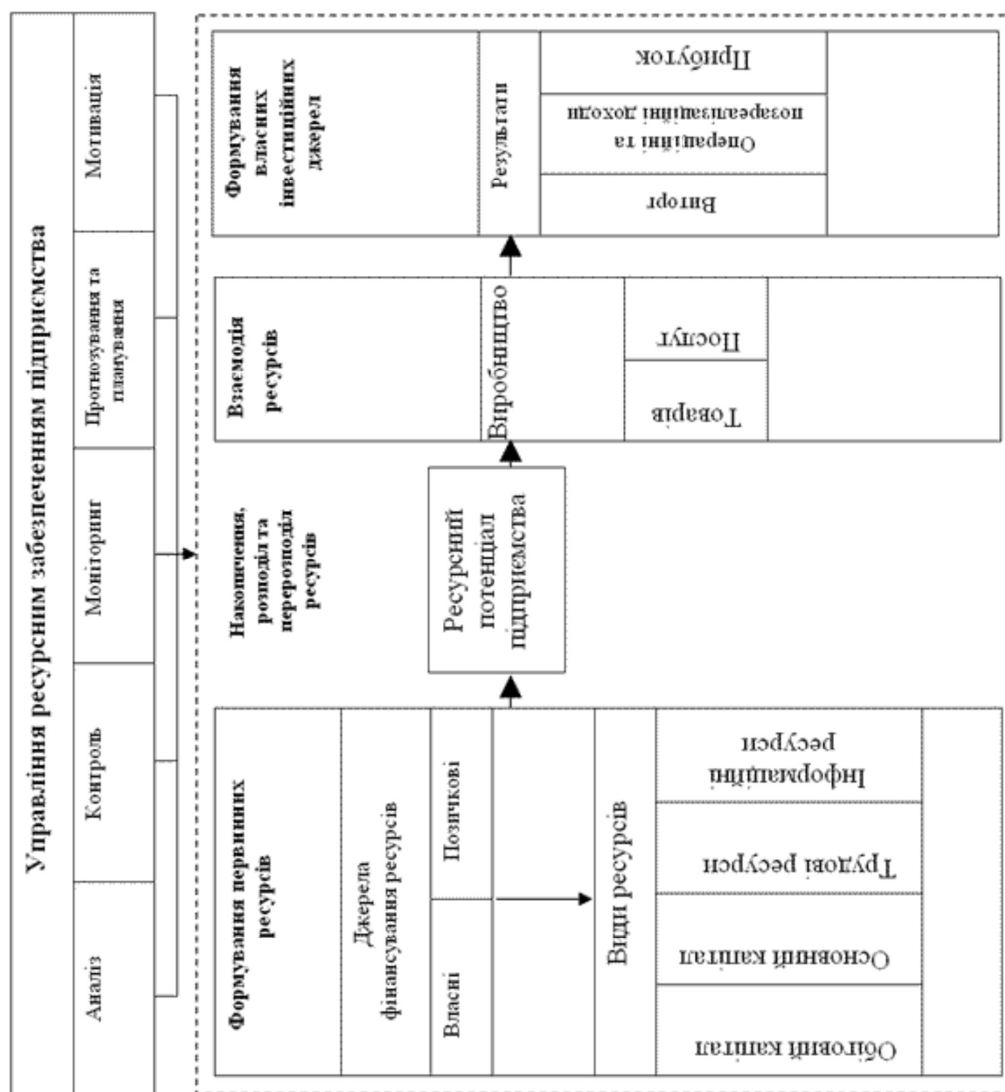 Управління ресурсним забезпеченням підприємства
Аналіз
Контроль
Моніторинг
Прогнозування та
планування
Мотивація
Формування первинних
ресурсів
Джерела
фінансування ресурсів
Власні
Позичкові
Види ресурсів
Обіговий капітал
Основний капітал
Трудові ресурси
Інформаційні
ресурси
Накопичення,
розподіл та
перерозподіл
ресурсів
Ресурсний
потенціал
підприємства
Взаємодія
ресурсів
Виробництво
Товарів
Послуг
Формування
власних
інвестиційних
джерел
Результати
Виторг
Операційні та
позареалізаційні доходи
Прибуток